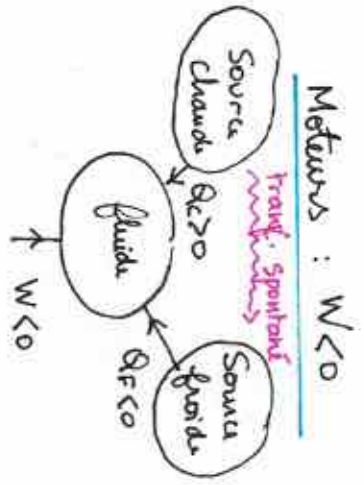 Moteurs : W<0
transf. spontané
Source
chaude
Source
froide
Qc>0
QF<0
fluide
W<0